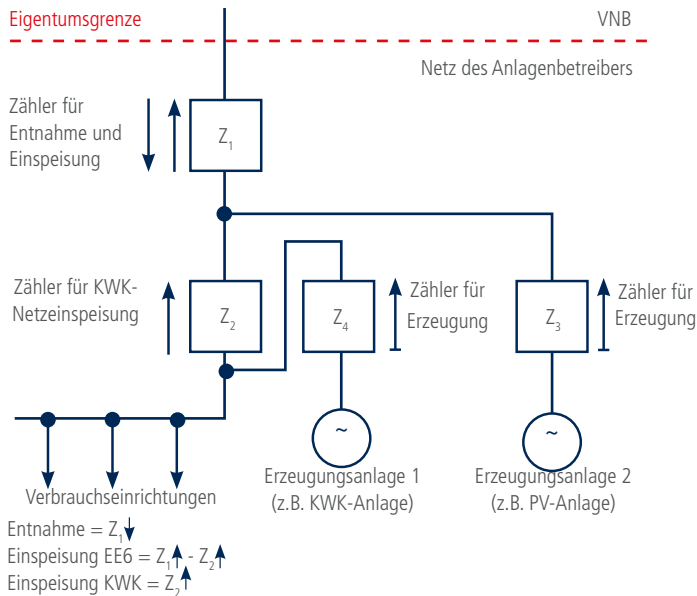 Eigentumsgrenze
VNB
Netz des Anlagenbetreibers
Zähler für
Entnahme und
Einspeisung
Z1
Zähler für KWK-
Netzeinspeisung
Z2
Z4
Zähler für
Erzeugung
Z3
Zähler für
Erzeugung
~
~
Verbrauchseinrichtungen
Erzeugungsanlage 1
(z.B. KWK-Anlage)
Erzeugungsanlage 2
(z.B. PV-Anlage)
Entnahme = Z1↓
Einspeisung EE6 = Z1↑ - Z2↑
Einspeisung KWK = Z2↑